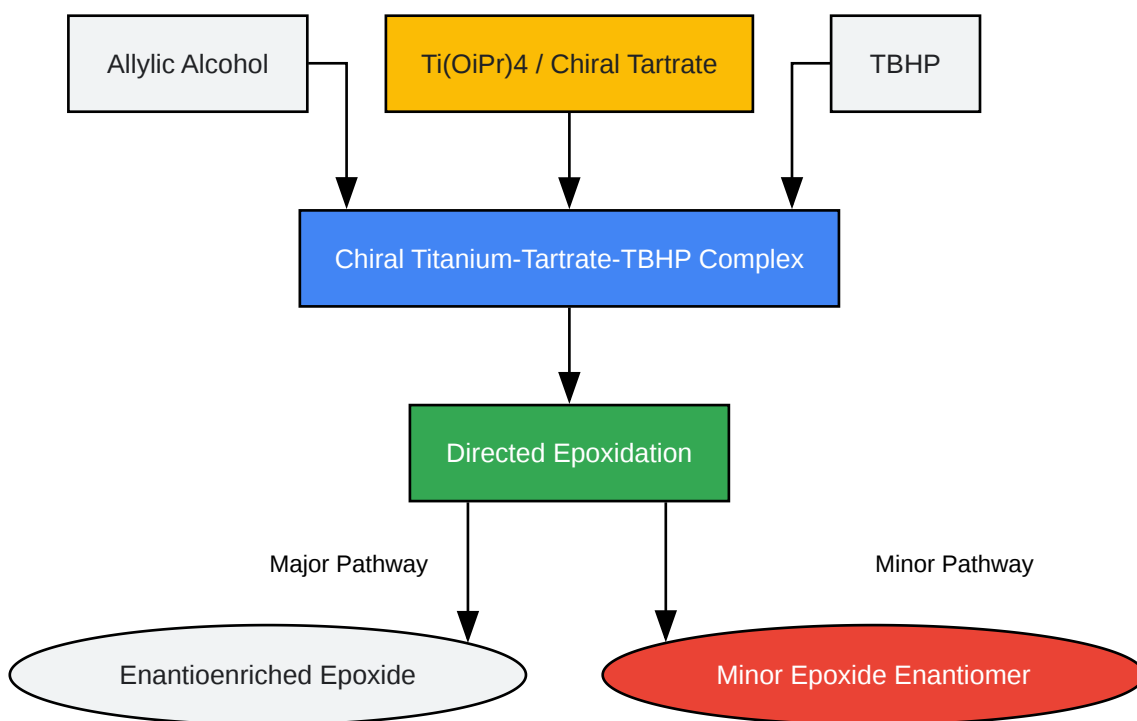 Allylic Alcohol
Ti(OiPr)4 / Chiral Tartrate
TBHP
Chiral Titanium-Tartrate-TBHP Complex
Directed Epoxidation
Major Pathway
Minor Pathway
Enantioenriched Epoxide
Minor Epoxide Enantiomer